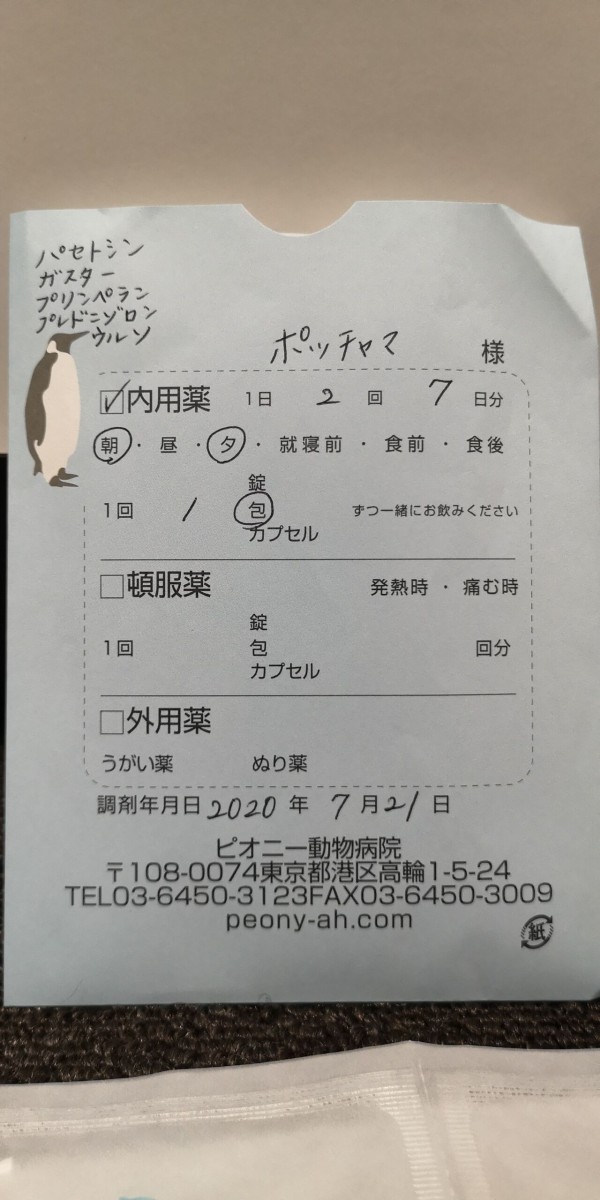 パセトシン
ガスター
プリンペラン
プレドニゾロン
ウルソ
ポッチャマ 様
内用薬 1日 2 回 7 日分
朝・昼・夕・就寝前・食前・食後
錠
1回 1 包 ずつ一緒にお飲みください
カプセル
頓服薬 発熱時・痛む時
錠
1回 包 回分
カプセル
外用薬
うがい薬 ぬり薬
調剤年月日 2020 年 7 月 21 日
ピオニー動物病院
〒108-0074東京都港区高輪1-5-24
TEL03-6450-3123FAX03-6450-3009
peony-ah.com
紙